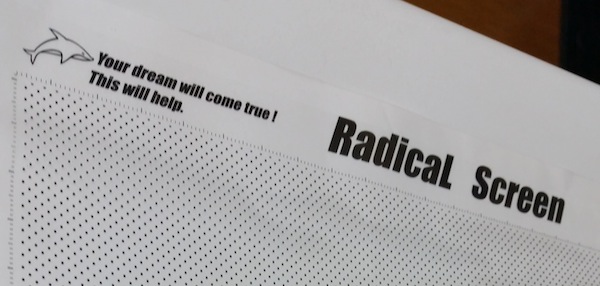 Your dream will come true !
This will help.
RadicaL Screen